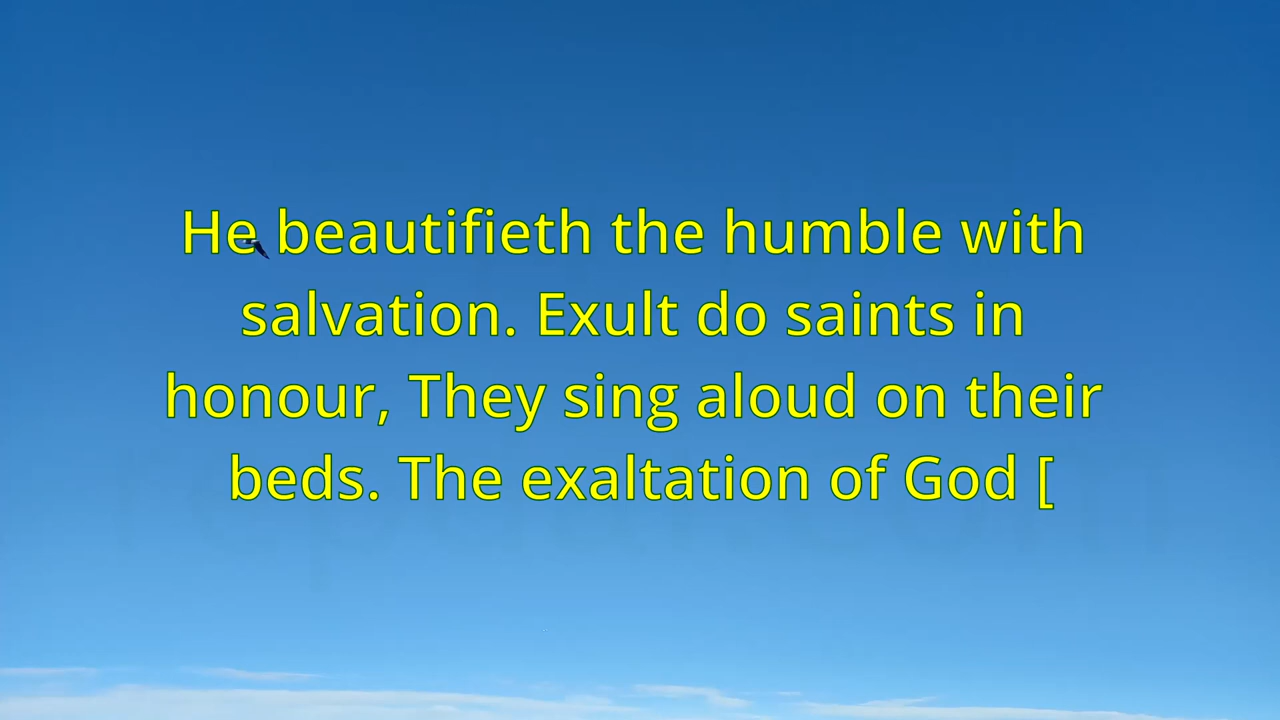 He beautifieth the humble with
salvation. Exult do saints in
honour, They sing aloud on their
beds. The exaltation of God [